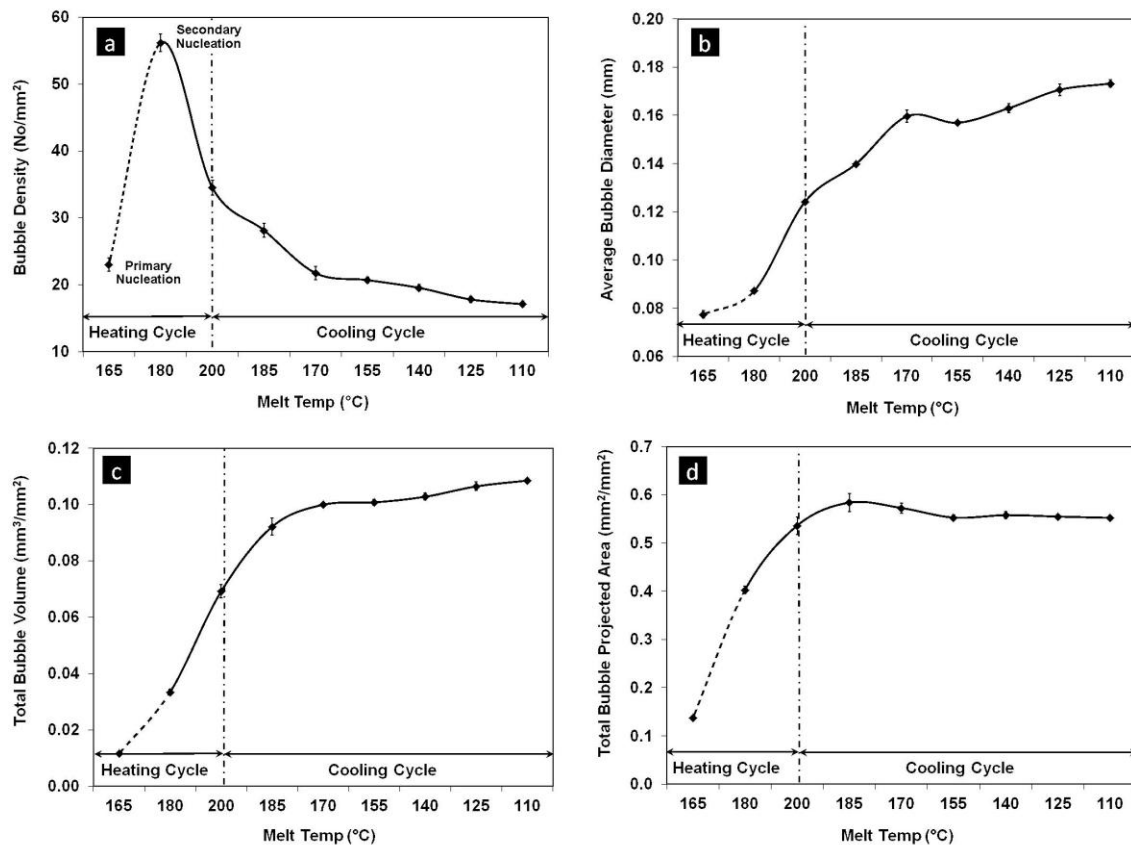 a
60
50
40
30
20
10
Bubble Density (No/mm²)
Secondary
Nucleation
Primary
Nucleation
Heating Cycle
Cooling Cycle
165 180 200 185 170 155 140 125 110
Melt Temp (°C)
b
0.20
0.18
0.16
0.14
0.12
0.10
0.08
0.06
Average Bubble Diameter (mm)
Heating Cycle
Cooling Cycle
165 180 200 185 170 155 140 125 110
Melt Temp (°C)
c
0.12
0.10
0.08
0.06
0.04
0.02
0.00
Total Bubble Volume (mm³/mm²)
Heating Cycle
Cooling Cycle
165 180 200 185 170 155 140 125 110
Melt Temp (°C)
d
0.7
0.6
0.5
0.4
0.3
0.2
0.1
0.0
Total Bubble Projected Area (mm²/mm²)
Heating Cycle
Cooling Cycle
165 180 200 185 170 155 140 125 110
Melt Temp (°C)